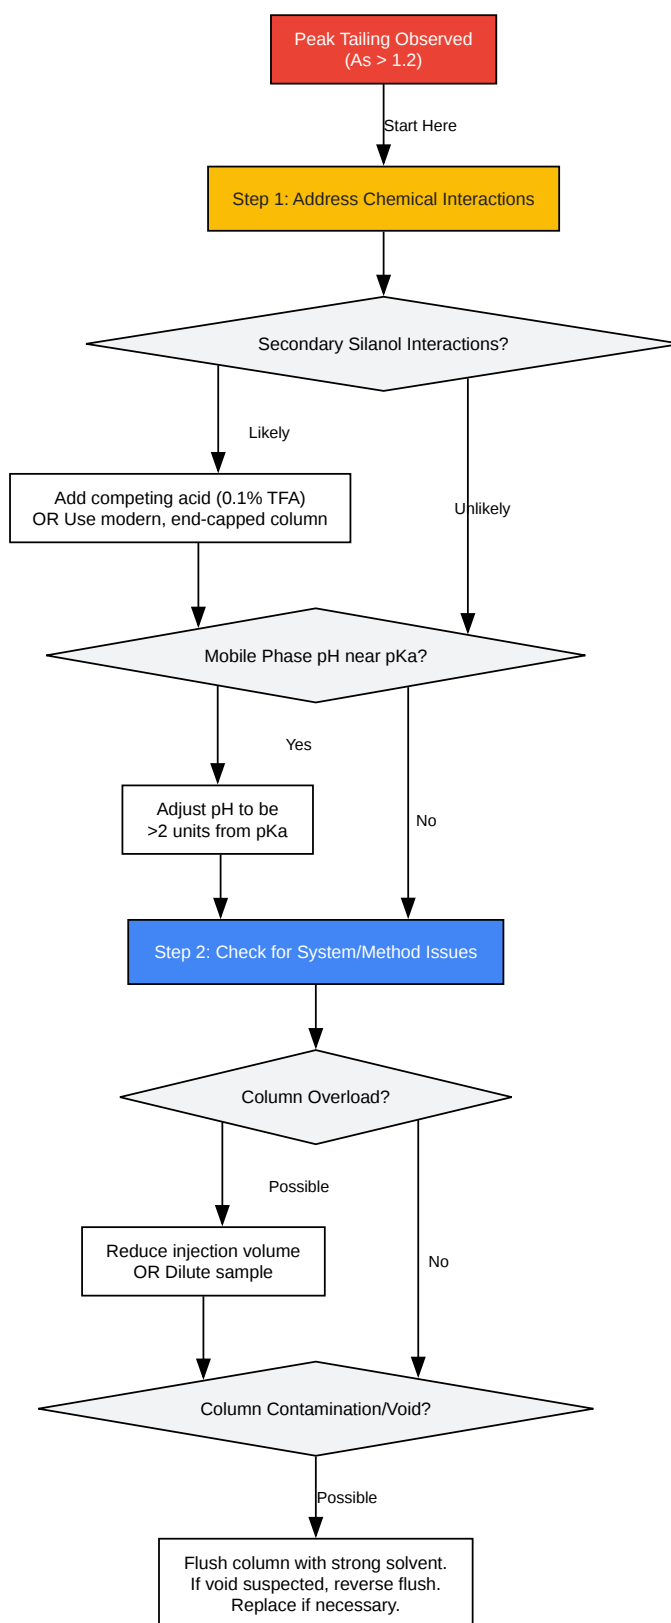 Peak Tailing Observed
(As > 1.2)
Start Here
Step 1: Address Chemical Interactions
Secondary Silanol Interactions?
Likely
Add competing acid (0.1% TFA)
OR Use modern, end-capped column
Unlikely
Mobile Phase pH near pKa?
Yes
Adjust pH to be
>2 units from pKa
No
Step 2: Check for System/Method Issues
Column Overload?
Possible
Reduce injection volume
OR Dilute sample
No
Column Contamination/Void?
Possible
Flush column with strong solvent.
If void suspected, reverse flush.
Replace if necessary.